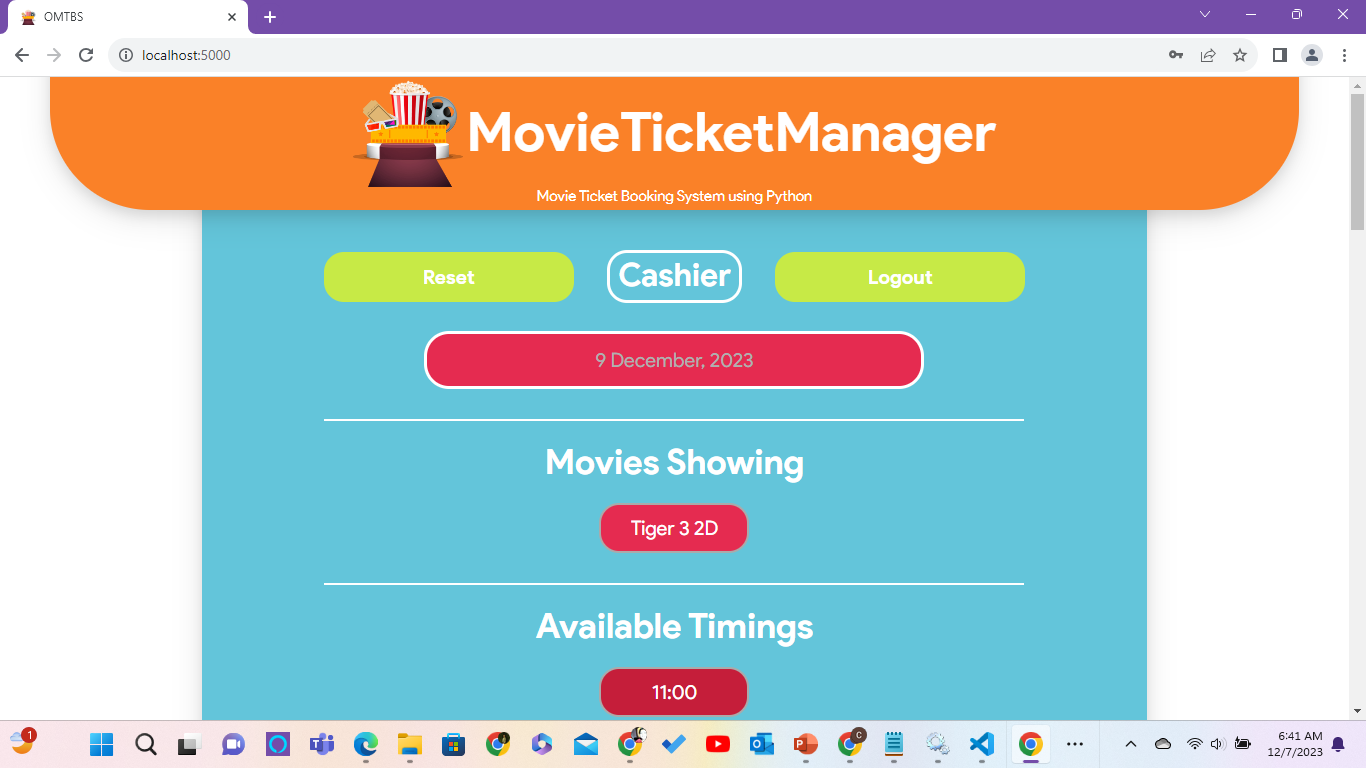 OMTBS
localhost:5000
MovieTicketManager
Movie Ticket Booking System using Python
Reset
Cashier
Logout
9 December, 2023
Movies Showing
Tiger 3 2D
Available Timings
11:00
1
C
6:41 AM
12/7/2023